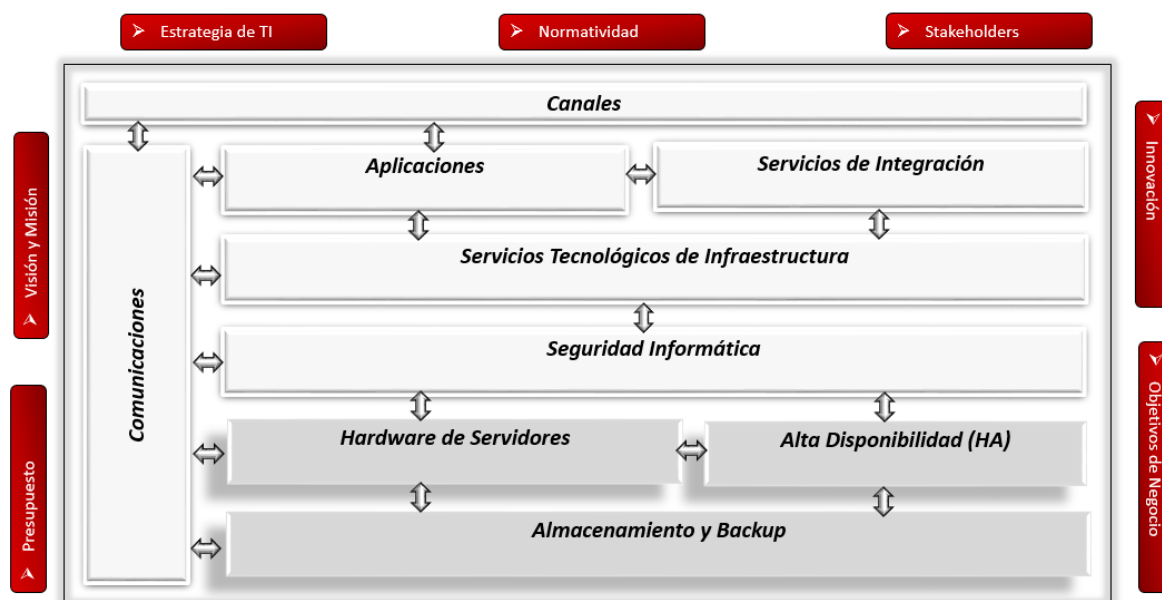 Estrategia de TI
Normatividad
Stakeholders
Canales
Aplicaciones
Servicios de Integración
Servicios Tecnológicos de Infraestructura
Seguridad Informática
Hardware de Servidores
Alta Disponibilidad (HA)
Almacenamiento y Backup
Comunicaciones
Visión y Misión
Presupuesto
Innovación
Objetivos de Negocio